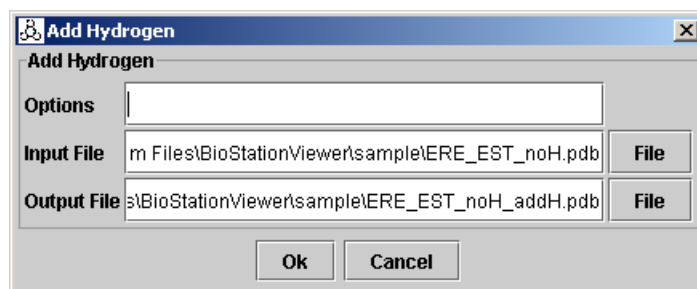 Add Hydrogen
Add Hydrogen
Options
Input File m Files\BioStationViewer\sample\ERE_EST_noH.pdb File
Output File s\BioStationViewer\sample\ERE_EST_noH_addH.pdb File
Ok Cancel